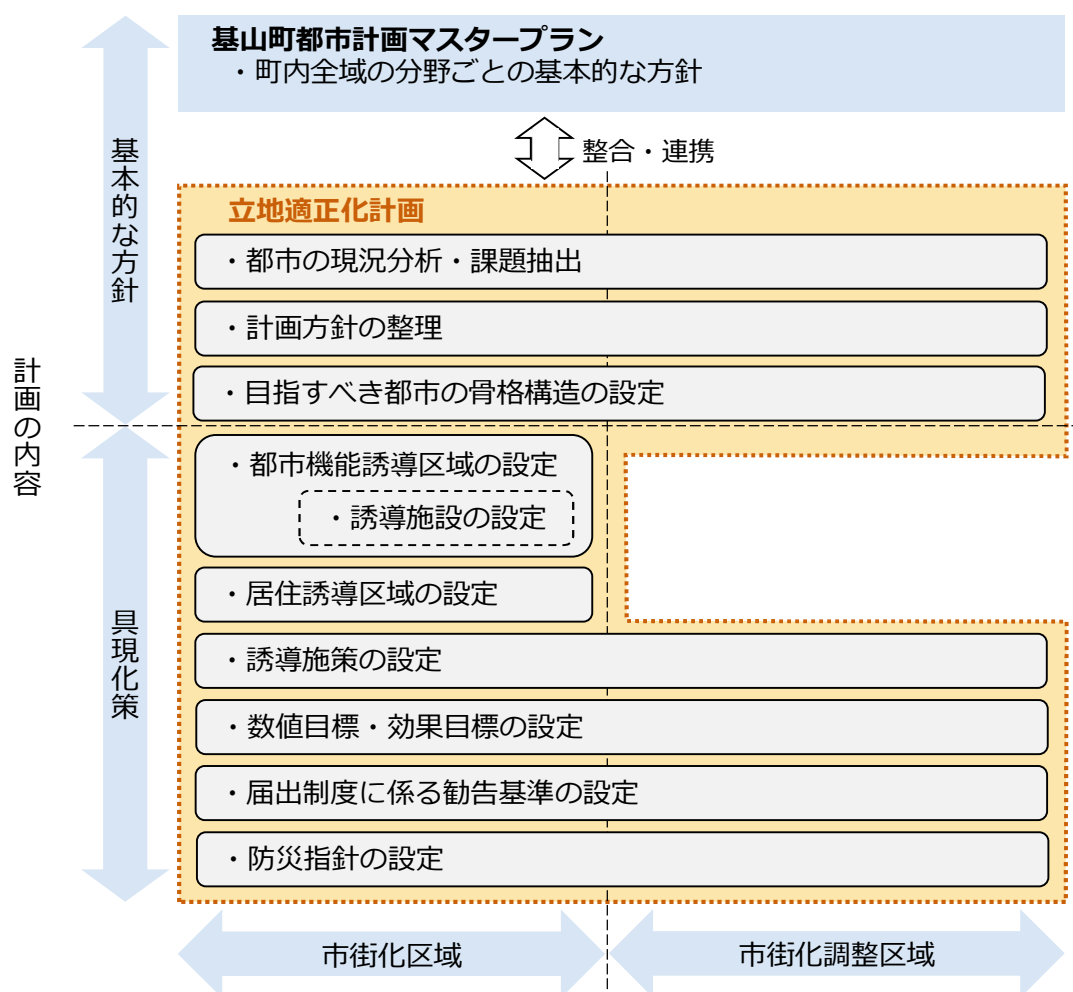 基山町都市計画マスタープラン
・町内全域の分野ごとの基本的な方針
整合・連携
立地適正化計画
・都市の現況分析・課題抽出
・計画方針の整理
・目指すべき都市の骨格構造の設定
・都市機能誘導区域の設定
・誘導施設の設定
・居住誘導区域の設定
・誘導施策の設定
・数値目標・効果目標の設定
・届出制度に係る勧告基準の設定
・防災指針の設定
計画の内容
基本的な方針
具現化策
市街化区域
市街化調整区域